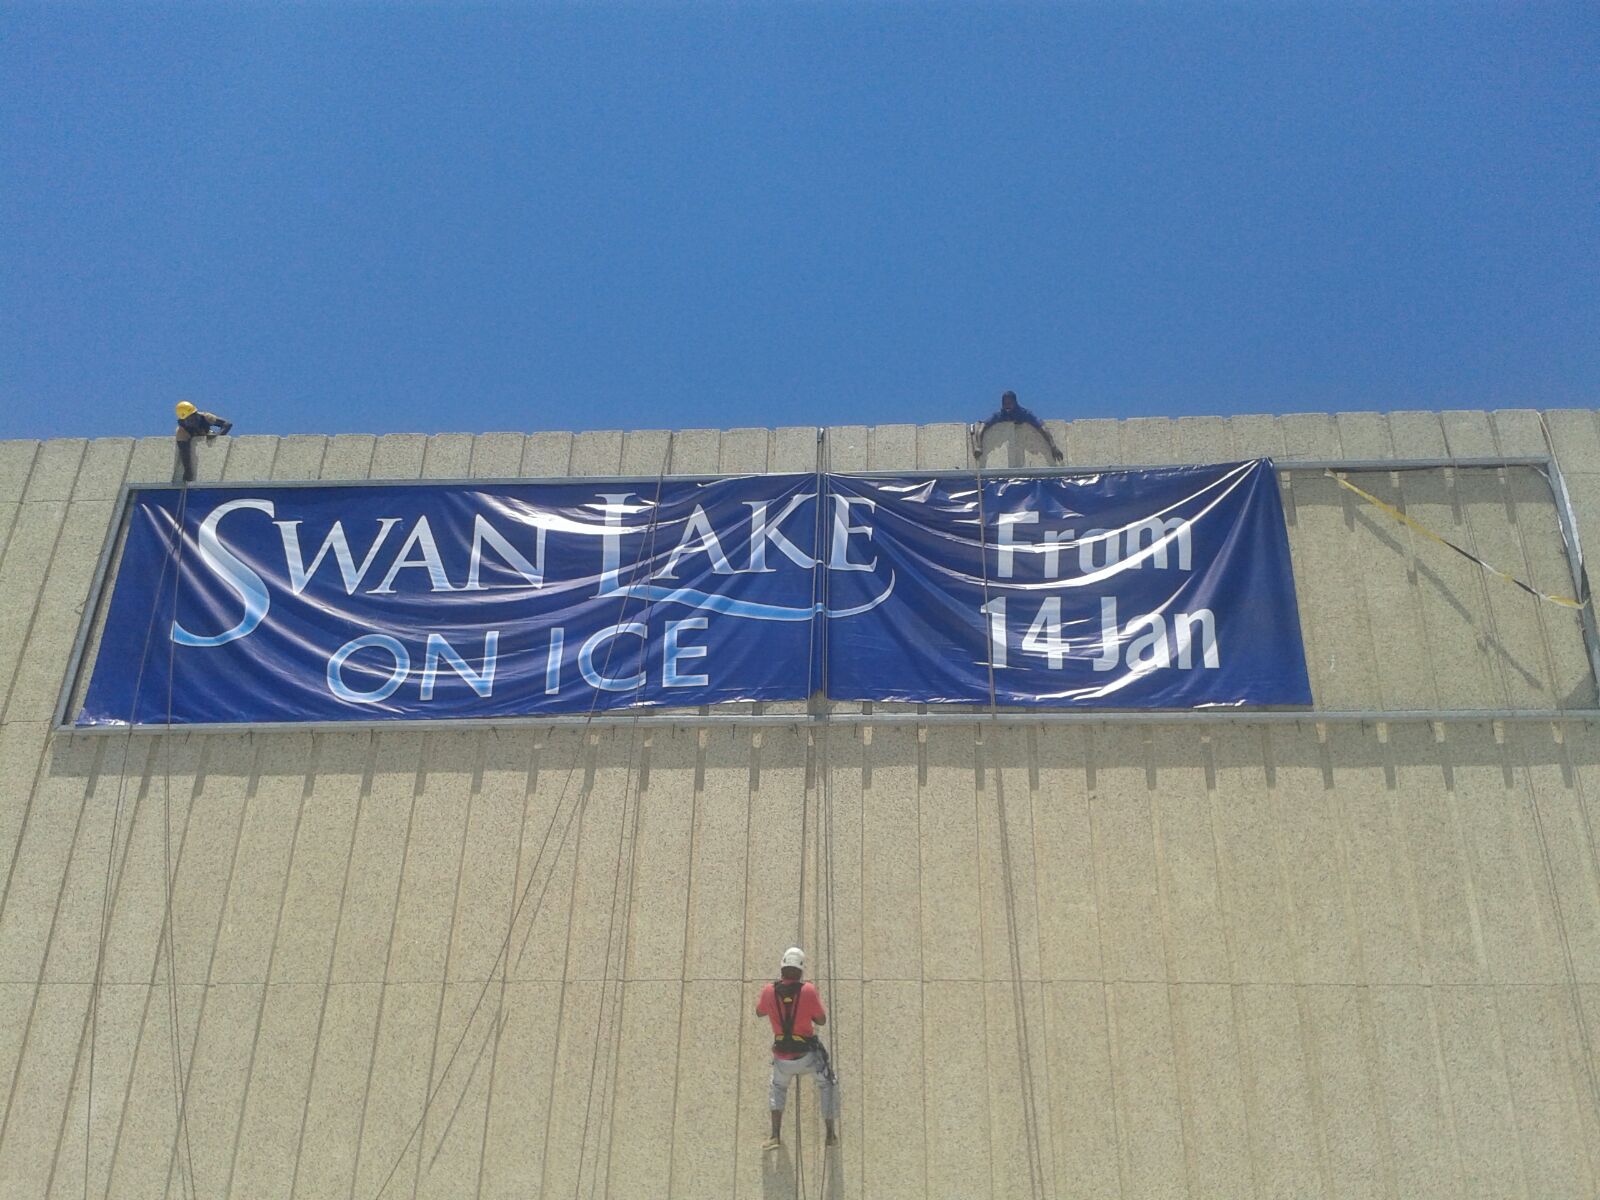 SWAN LAKE
ON ICE
From
14 Jan